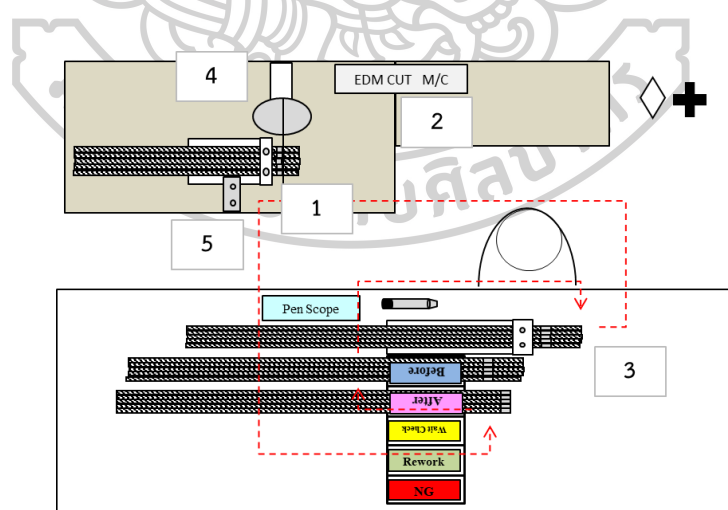 4
EDM CUT M/C
2
1
5
Pen Scope
3
Before
After
Wait Check
Rework
NG